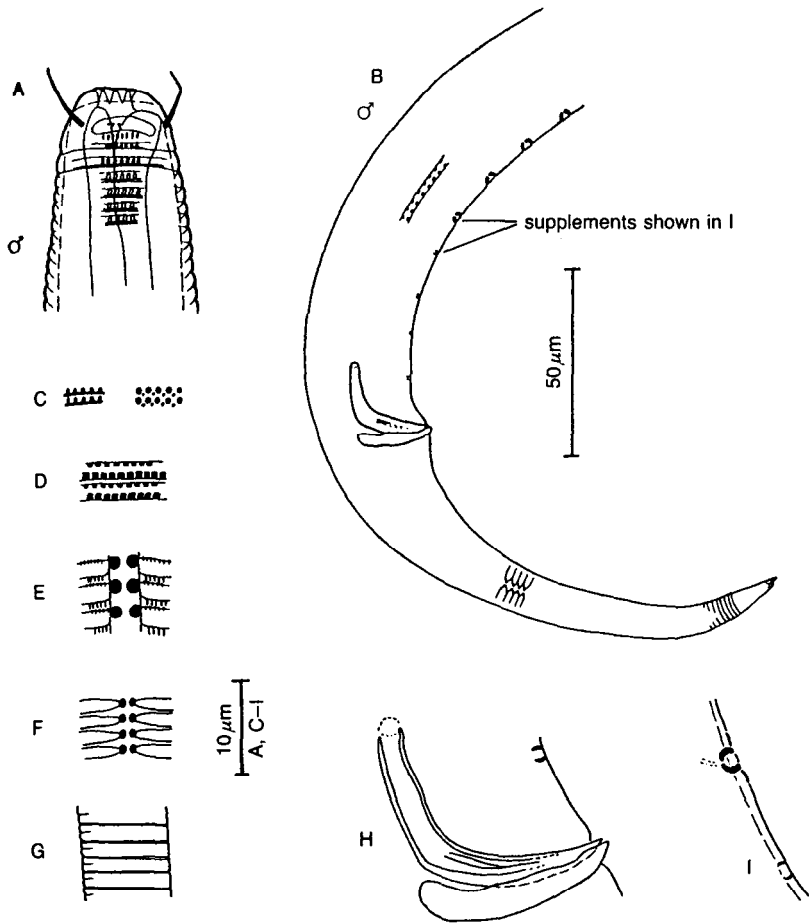 A
♂
B
♂
supplements shown in I
50 µm
C
D
E
F
10 µm
A, C–I
G
H
I